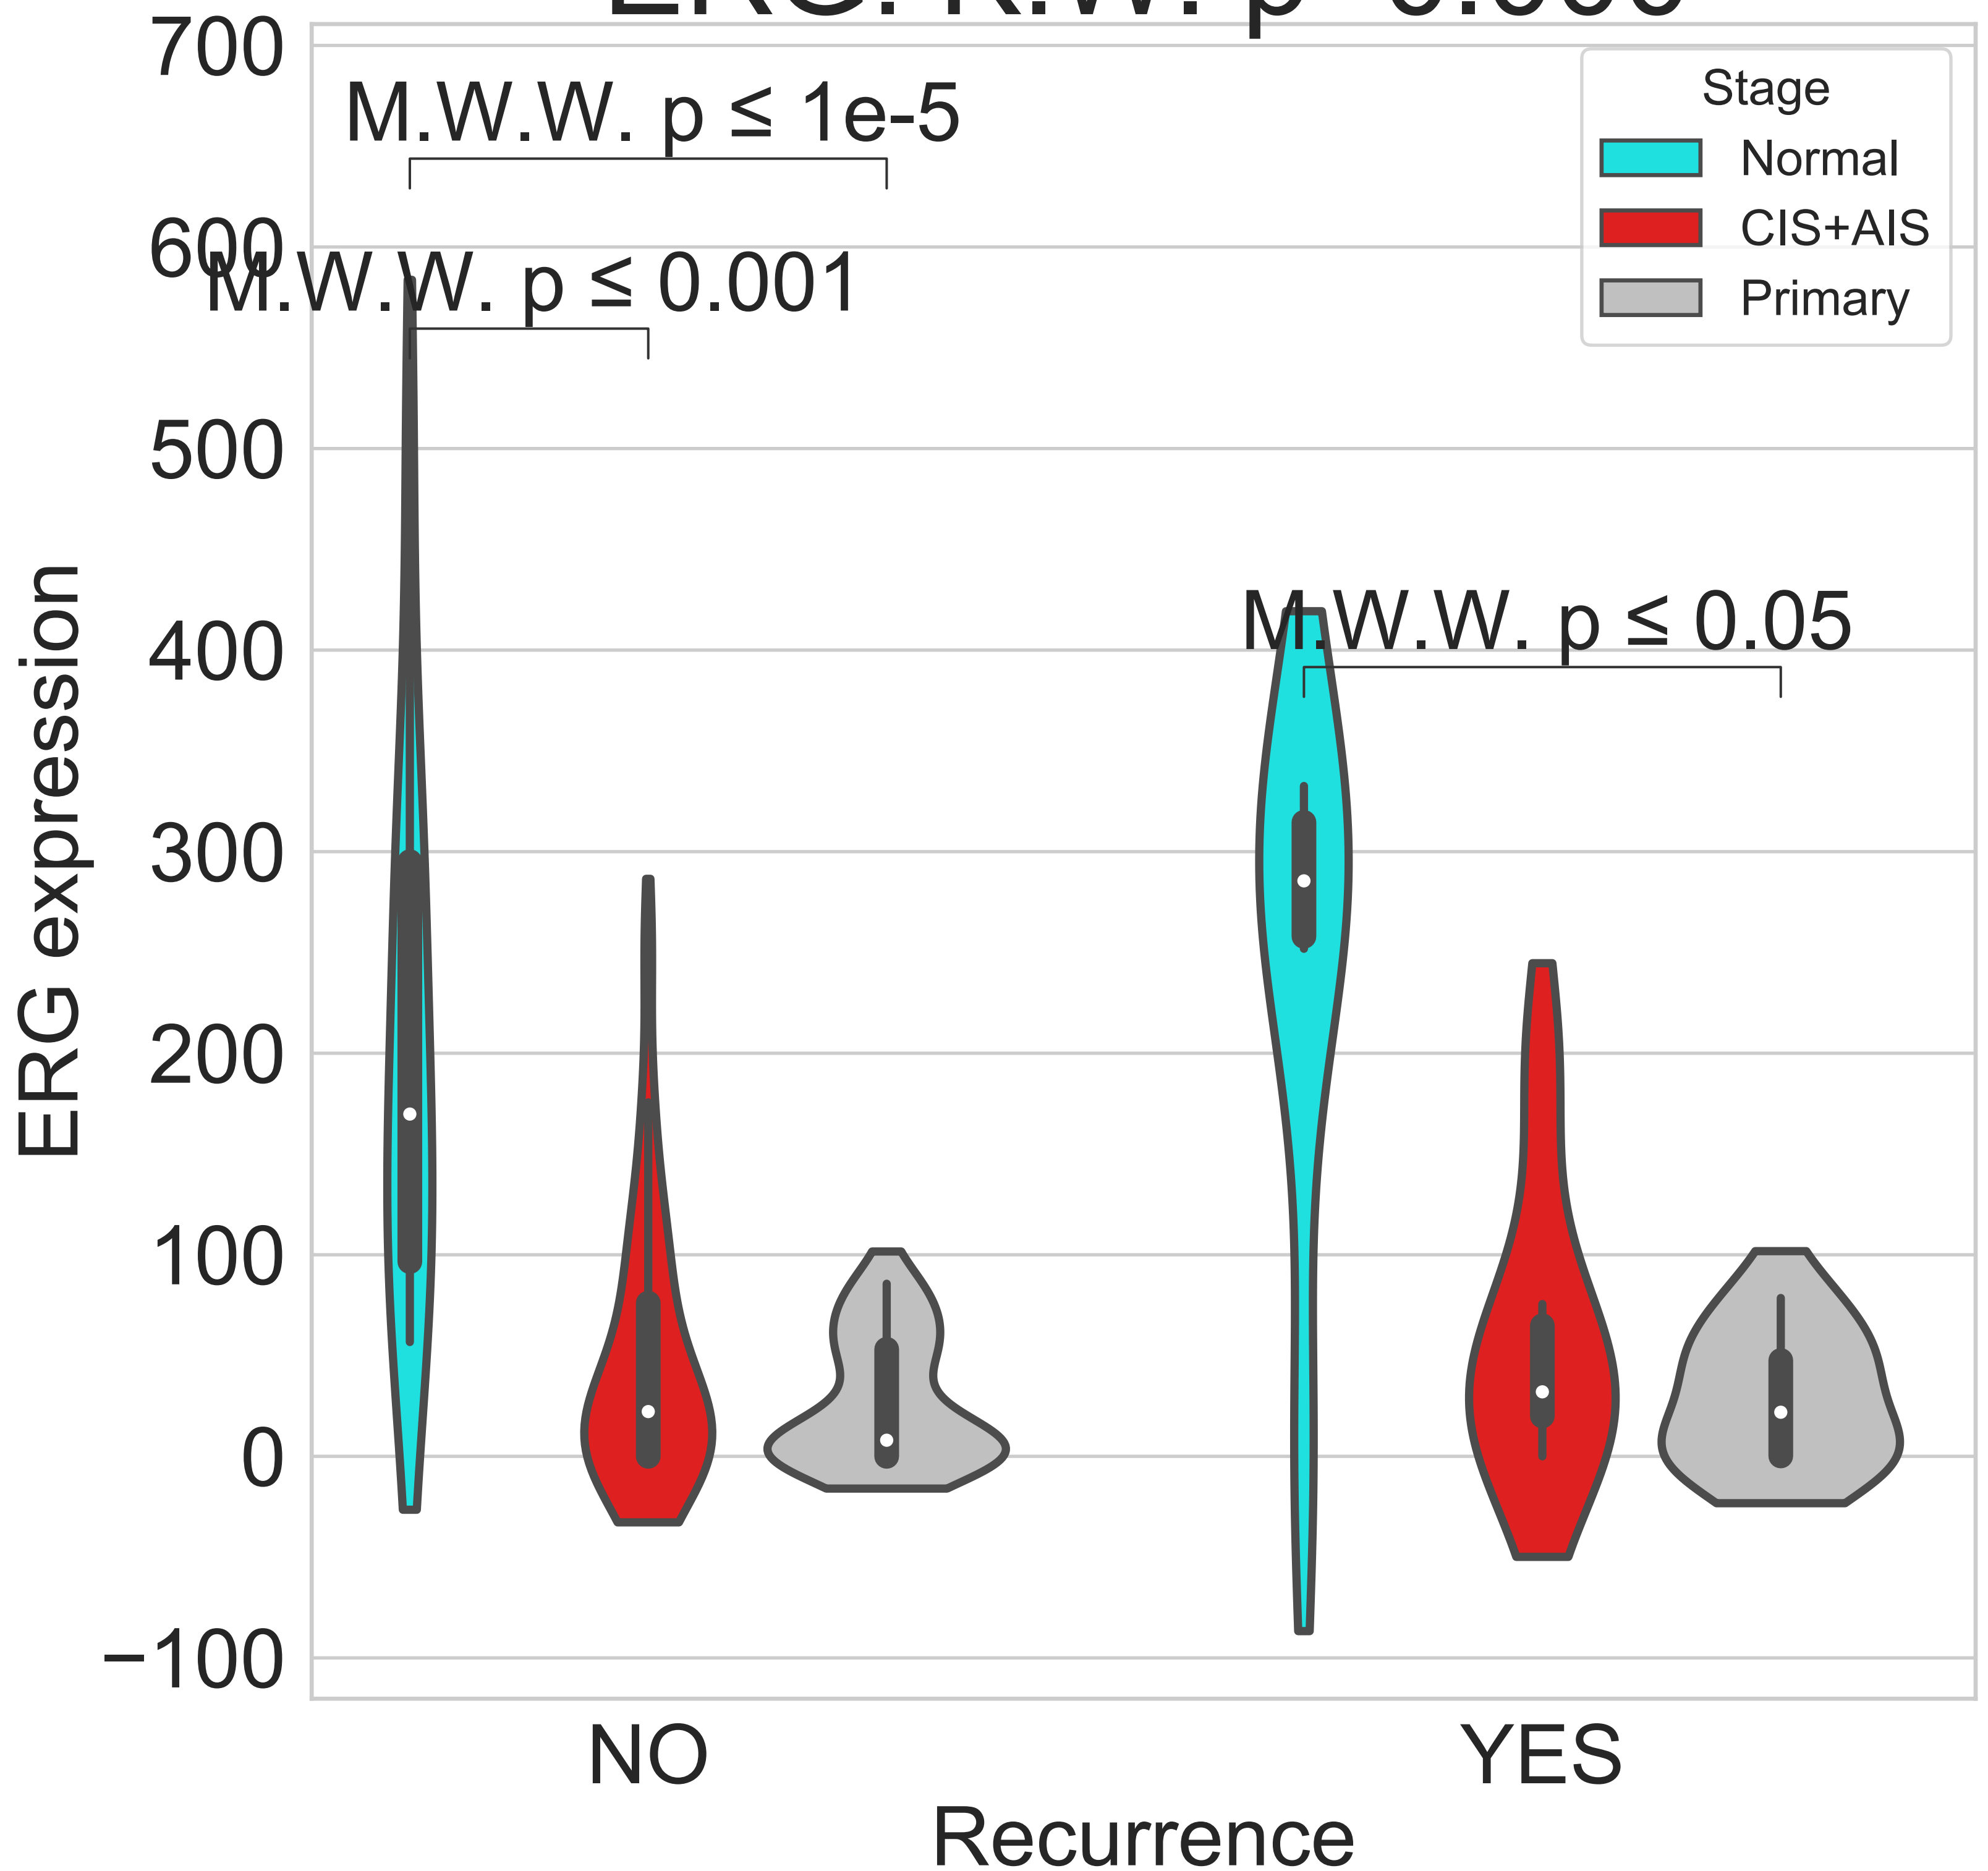 700
M.W.W. p ≤ 1e-5
Stage
Normal
CIS+AIS
Primary
600
M.W.W. p ≤ 0.001
500
400
M.W.W. p ≤ 0.05
300
200
100
0
−100
ERG expression
NO YES
Recurrence